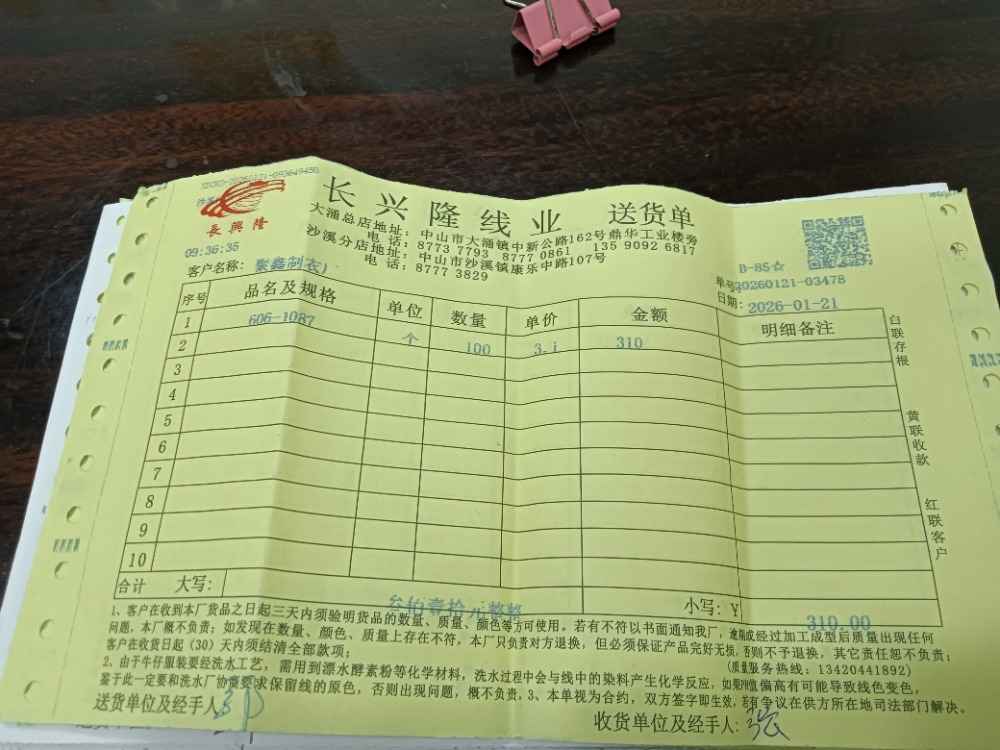 長興隆
09:36:35
长兴隆线业 送货单
大涌总店地址：中山市大涌镇中新公路162号鼎华工业楼旁
电话：8773 7793 8777 0861 135 9092 6817
沙溪分店地址：中山市沙溪镇康乐中路107号
电话：8777 3829
B-85☆
客户名称：聚鑫制衣厂
单号：20260121-03478
日期：2026-01-21
序号 品名及规格 单位 数量 单价 金额 明细备注
1 606-1087 个 100 3.1 310
2
3
4
5
6
7
8
9
10
合计 大写： 叁佰壹拾元整 小写：Y 310.00
白联存根
黄联收款
红联客户
1、客户在收到本厂货品之日起三天内须验明货品的数量、质量、颜色等方可使用。若有不符以书面通知我厂，逾期或经过加工成型后质量出现任何
问题，本厂概不负责；如发现在数量、颜色、质量上存在不符，本厂只负责对方退换，但必须保证产品完好无损，否则不予退换，其它责任恕不负责；
客户在收货日起（30）天内须结清全部款项；
(质量服务热线：13420441892)
2、由于牛仔服装要经洗水工艺，需用到漂水酵素粉等化学材料，洗水过程中会与线中的染料产生化学反应，如果PH值偏高有可能导致线色变色，
鉴于此一定要和洗水厂协商要求保留线的原色，否则出现问题，概不负责，3、本单视为合约，双方签字即生效，若有争议在供方所在地司法部门解决。
送货单位及经手人：
收货单位及经手人：张